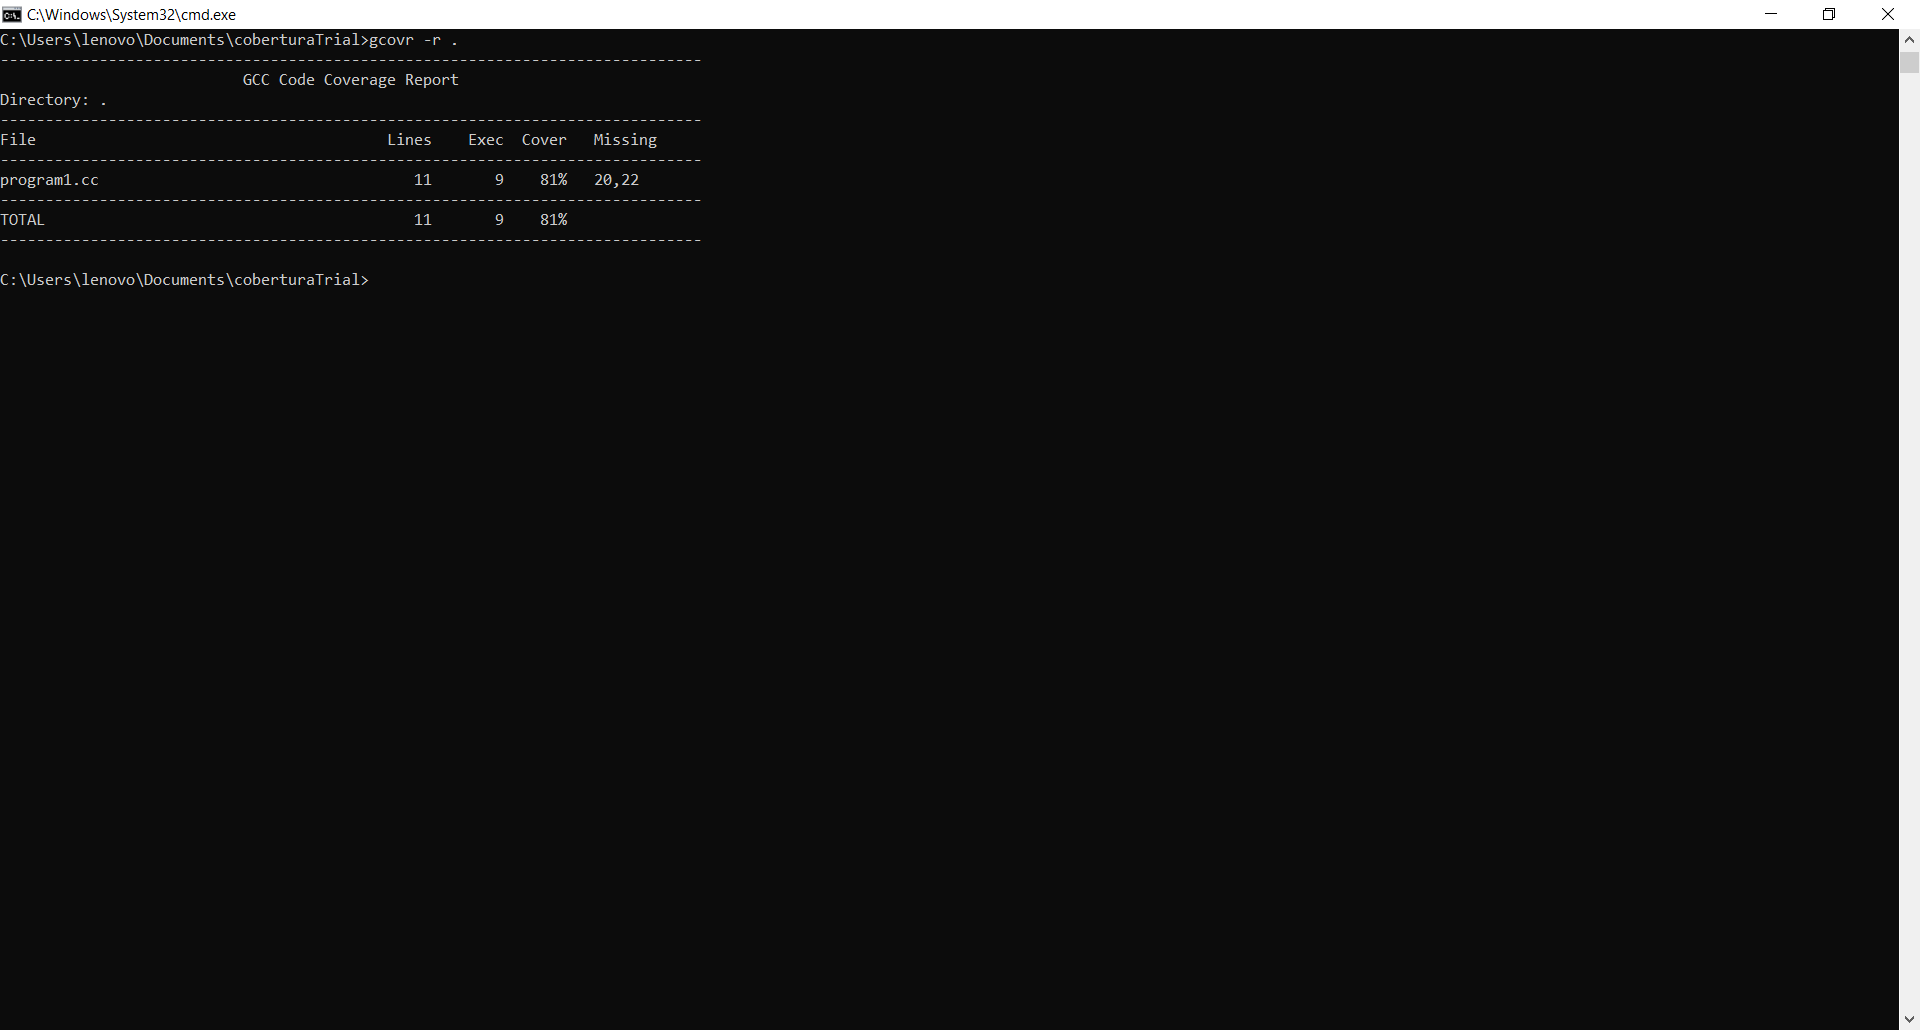 C:\Windows\System32\cmd.exe
C:\Users\lenovo\Documents\coberturaTrial>gcovr -r .
------------------------------------------------------------------------------
GCC Code Coverage Report
Directory: .
------------------------------------------------------------------------------
File Lines Exec Cover Missing
------------------------------------------------------------------------------
program1.cc 11 9 81% 20,22
------------------------------------------------------------------------------
TOTAL 11 9 81%
------------------------------------------------------------------------------
C:\Users\lenovo\Documents\coberturaTrial>